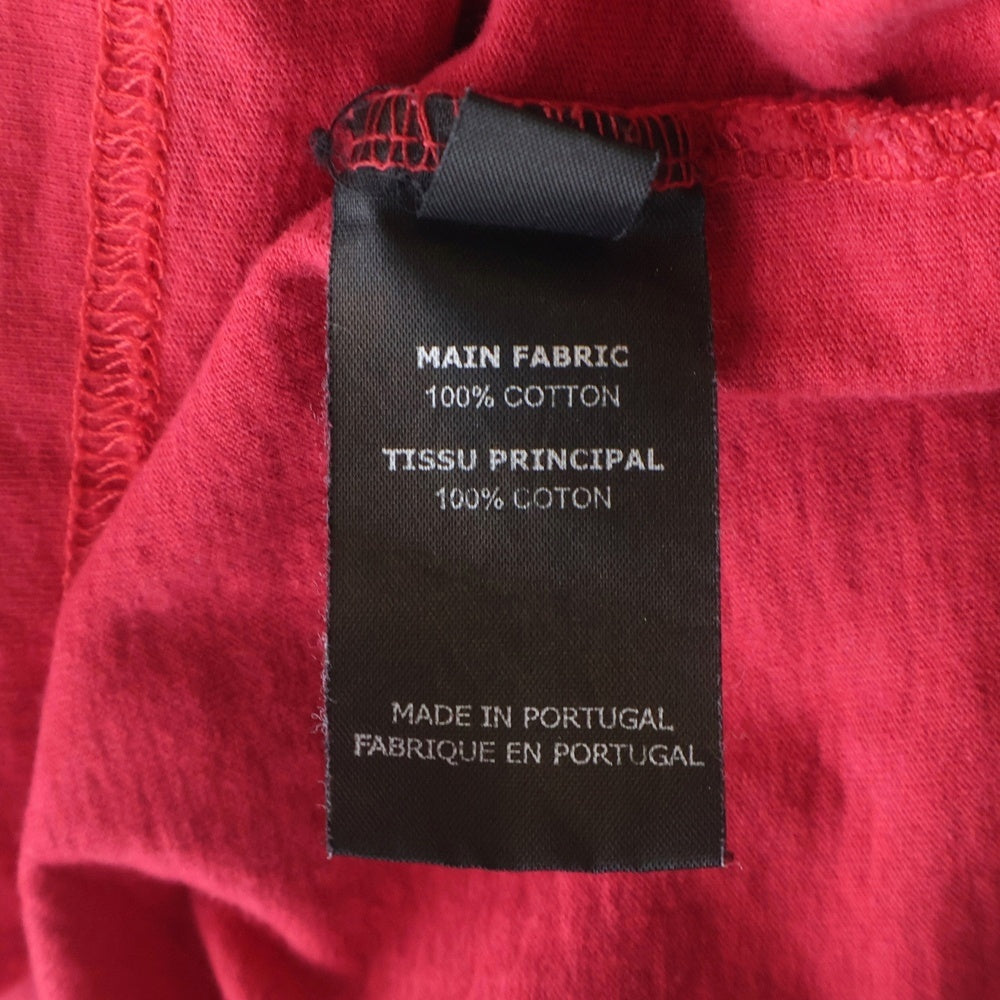 MAIN FABRIC
100% COTTON
TISSU PRINCIPAL
100% COTON
MADE IN PORTUGAL
FABRIQUE EN PORTUGAL